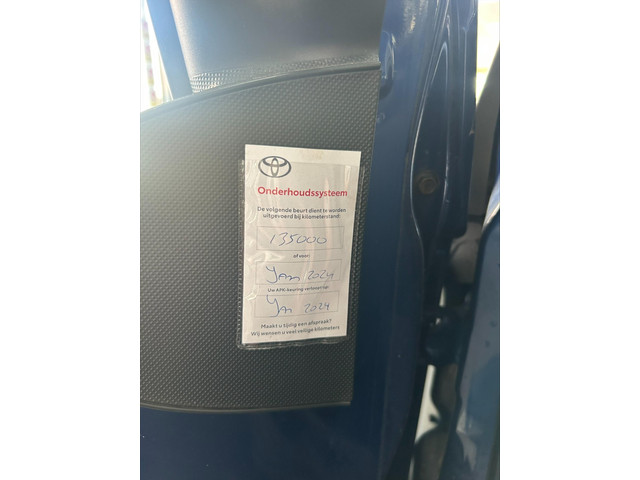 Onderhoudssysteem
De volgende beurt dient te worden
uitgevoerd bij kilometerstand:
135000
of voor:
Jan 2024
Uw APK-keuring verloopt op:
Jan 2024
Maakt u tijdig een afspraak?
Wij wensen u veel veilige kilometers.